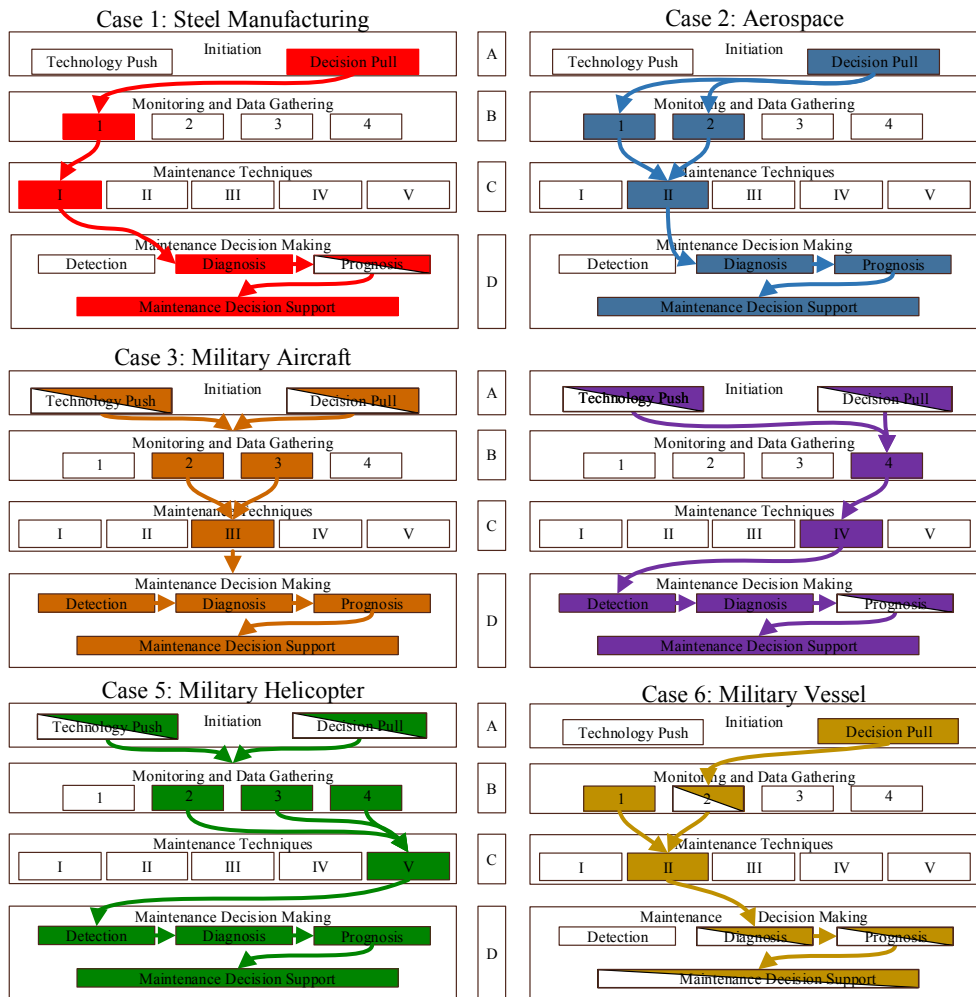 Case 1: Steel Manufacturing
Initiation
Technology Push
Decision Pull
Monitoring and Data Gathering
1 2 3 4
Maintenance Techniques
I II III IV V
Maintenance Decision Making
Detection Diagnosis Prognosis
Maintenance Decision Support
A
B
C
D
Case 2: Aerospace
Initiation
Technology Push
Decision Pull
Monitoring and Data Gathering
1 2 3 4
Maintenance Techniques
I II III IV V
Maintenance Decision Making
Detection Diagnosis Prognosis
Maintenance Decision Support
Case 3: Military Aircraft
Technology Push Initiation Decision Pull
Monitoring and Data Gathering
1 2 3 4
Maintenance Techniques
I II III IV V
Maintenance Decision Making
Detection Diagnosis Prognosis
Maintenance Decision Support
A
B
C
D
Technology Push Initiation Decision Pull
Monitoring and Data Gathering
1 2 3 4
Maintenance Techniques
I II III IV V
Maintenance Decision Making
Detection Diagnosis Prognosis
Maintenance Decision Support
Case 5: Military Helicopter
Technology Push Initiation Decision Pull
Monitoring and Data Gathering
1 2 3 4
Maintenance Techniques
I II III IV V
Maintenance Decision Making
Detection Diagnosis Prognosis
Maintenance Decision Support
A
B
C
D
Case 6: Military Vessel
Initiation
Technology Push
Decision Pull
Monitoring and Data Gathering
1 2 3 4
Maintenance Techniques
I II III IV V
Maintenance Decision Making
Detection Diagnosis Prognosis
Maintenance Decision Support